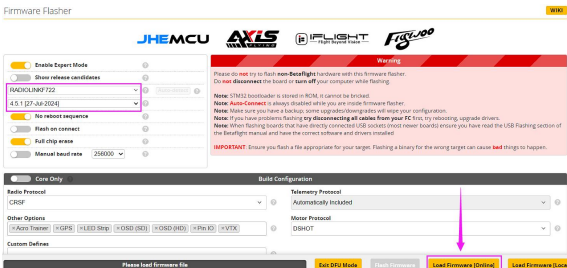 Firmware Flasher
WIKI
JHEMCU
AXIS
FLYING
IFLIGHT
Flight Beyond Vision
Flywoo
Enable Expert Mode
Show release candidates
RADIOLINKF722
4.5.1 [27-Jul-2024]
No reboot sequence
Flash on connect
Full chip erase
Manual baud rate 256000
Warning
Please do not try to flash non-Betaflight hardware with this firmware flasher.
Do not disconnect the board or turn off your computer while flashing.
Note: STM32 bootloader is stored in ROM, it cannot be bricked.
Note: Auto-Connect is always disabled while you are inside firmware flasher.
Note: Make sure you have a backup; some upgrades/downgrades will wipe your configuration.
Note: If you have problems flashing try disconnecting all cables from your FC first, try rebooting, upgrade drivers.
Note: When flashing boards that have directly connected USB sockets (most newer boards) ensure you have read the USB Flashing section of
the Betaflight manual and have the correct software and drivers installed
IMPORTANT: Ensure you flash a file appropriate for your target. Flashing a binary for the wrong target can cause bad things to happen.
Core Only
Build Configuration
Radio Protocol
CRSF
Telemetry Protocol
Automatically Included
Other Options
×Acro Trainer ×GPS ×LED Strip ×OSD (SD) ×OSD (HD) ×Pin IO ×VTX
Motor Protocol
DSHOT
Custom Defines
Please load firmware file
Exit DFU Mode
Flash Firmware
Load Firmware [Online]
Load Firmware [Loca